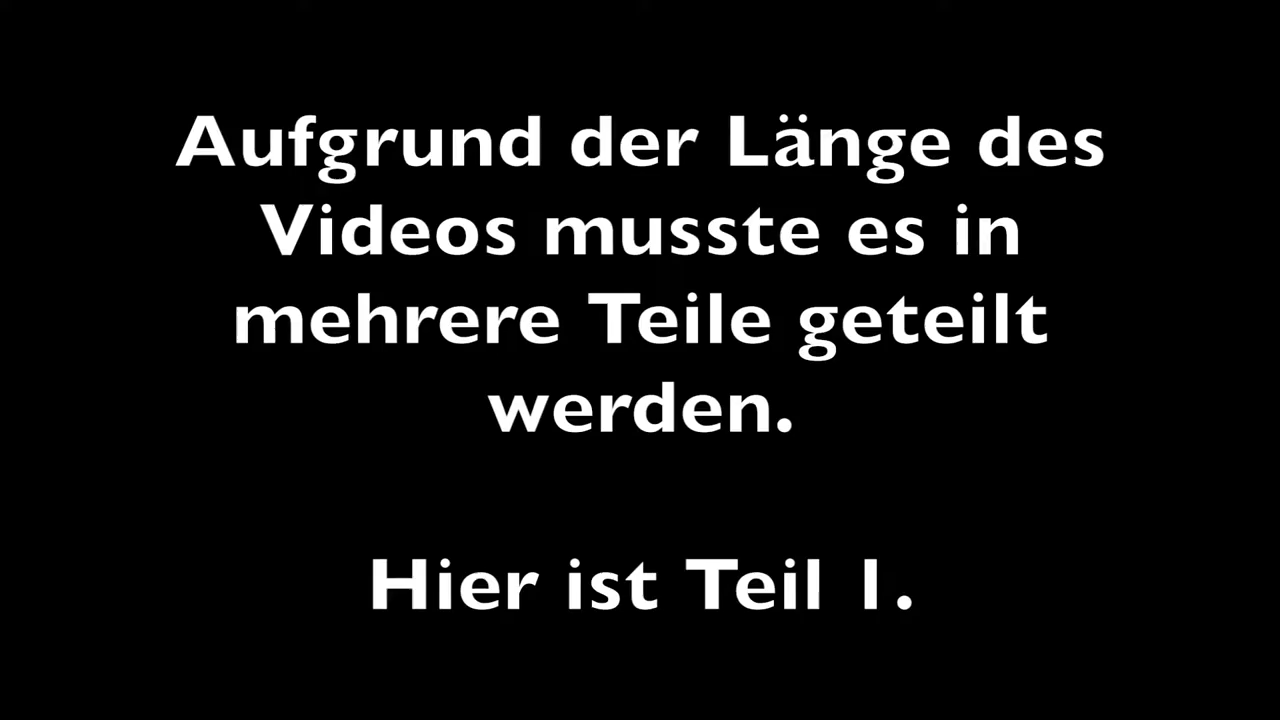 Aufgrund der Länge des
Videos musste es in
mehrere Teile geteilt
werden.
Hier ist Teil 1.